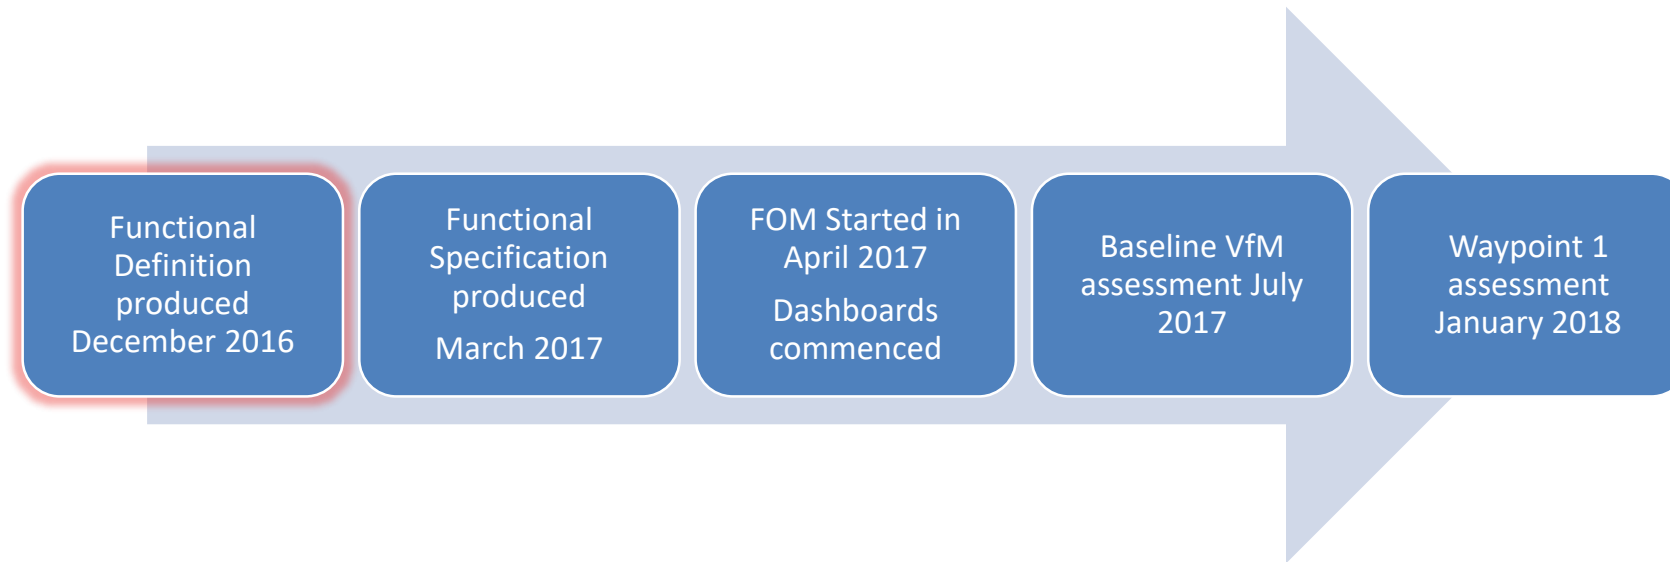 Functional
Definition
produced
December 2016
Functional
Specification
produced
March 2017
FOM Started in
April 2017
Dashboards
commenced
Baseline VfM
assessment July
2017
Waypoint 1
assessment
January 2018